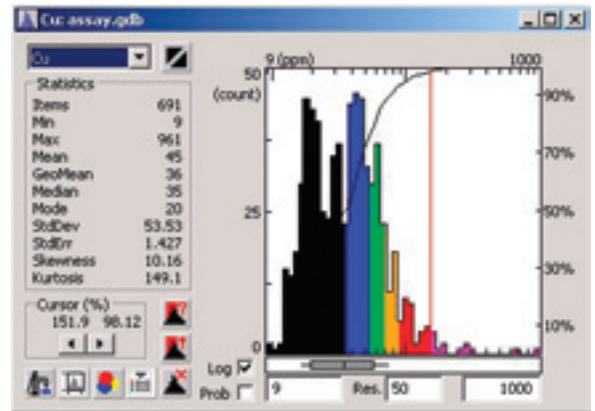 Cu: assay.gdb
Cu
Statistics
Items 691
Min 9
Max 961
Mean 45
GeoMean 36
Median 35
Mode 20
StdDev 53.53
StdErr 1.427
Skewness 10.16
Kurtosis 149.1
Cursor (%)
151.9 98.12
9 (ppm) 1000
50
(count)
25
0
90%
70%
50%
30%
10%
Log
Prob
9 Res. 50 1000